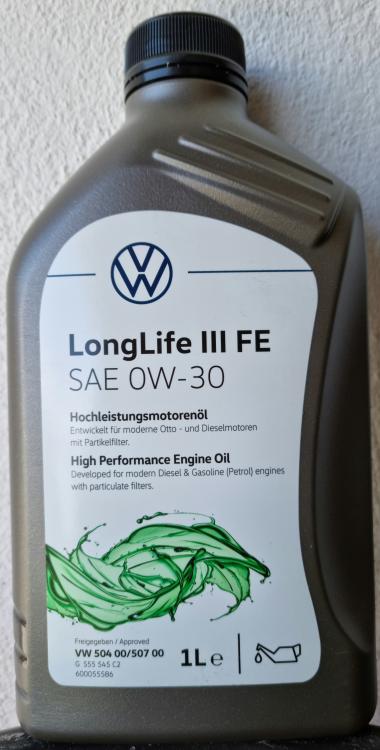 VW
LongLife III FE
SAE 0W-30
Hochleistungsmotorenöl
Entwickelt für moderne Otto - und Dieselmotoren
mit Partikelfilter.
High Performance Engine Oil
Developed for modern Diesel & Gasoline (Petrol) engines
with particulate filters.
Freigegeben / Approved
VW 504 00/507 00
G 555 545 C2
600055586
1L e